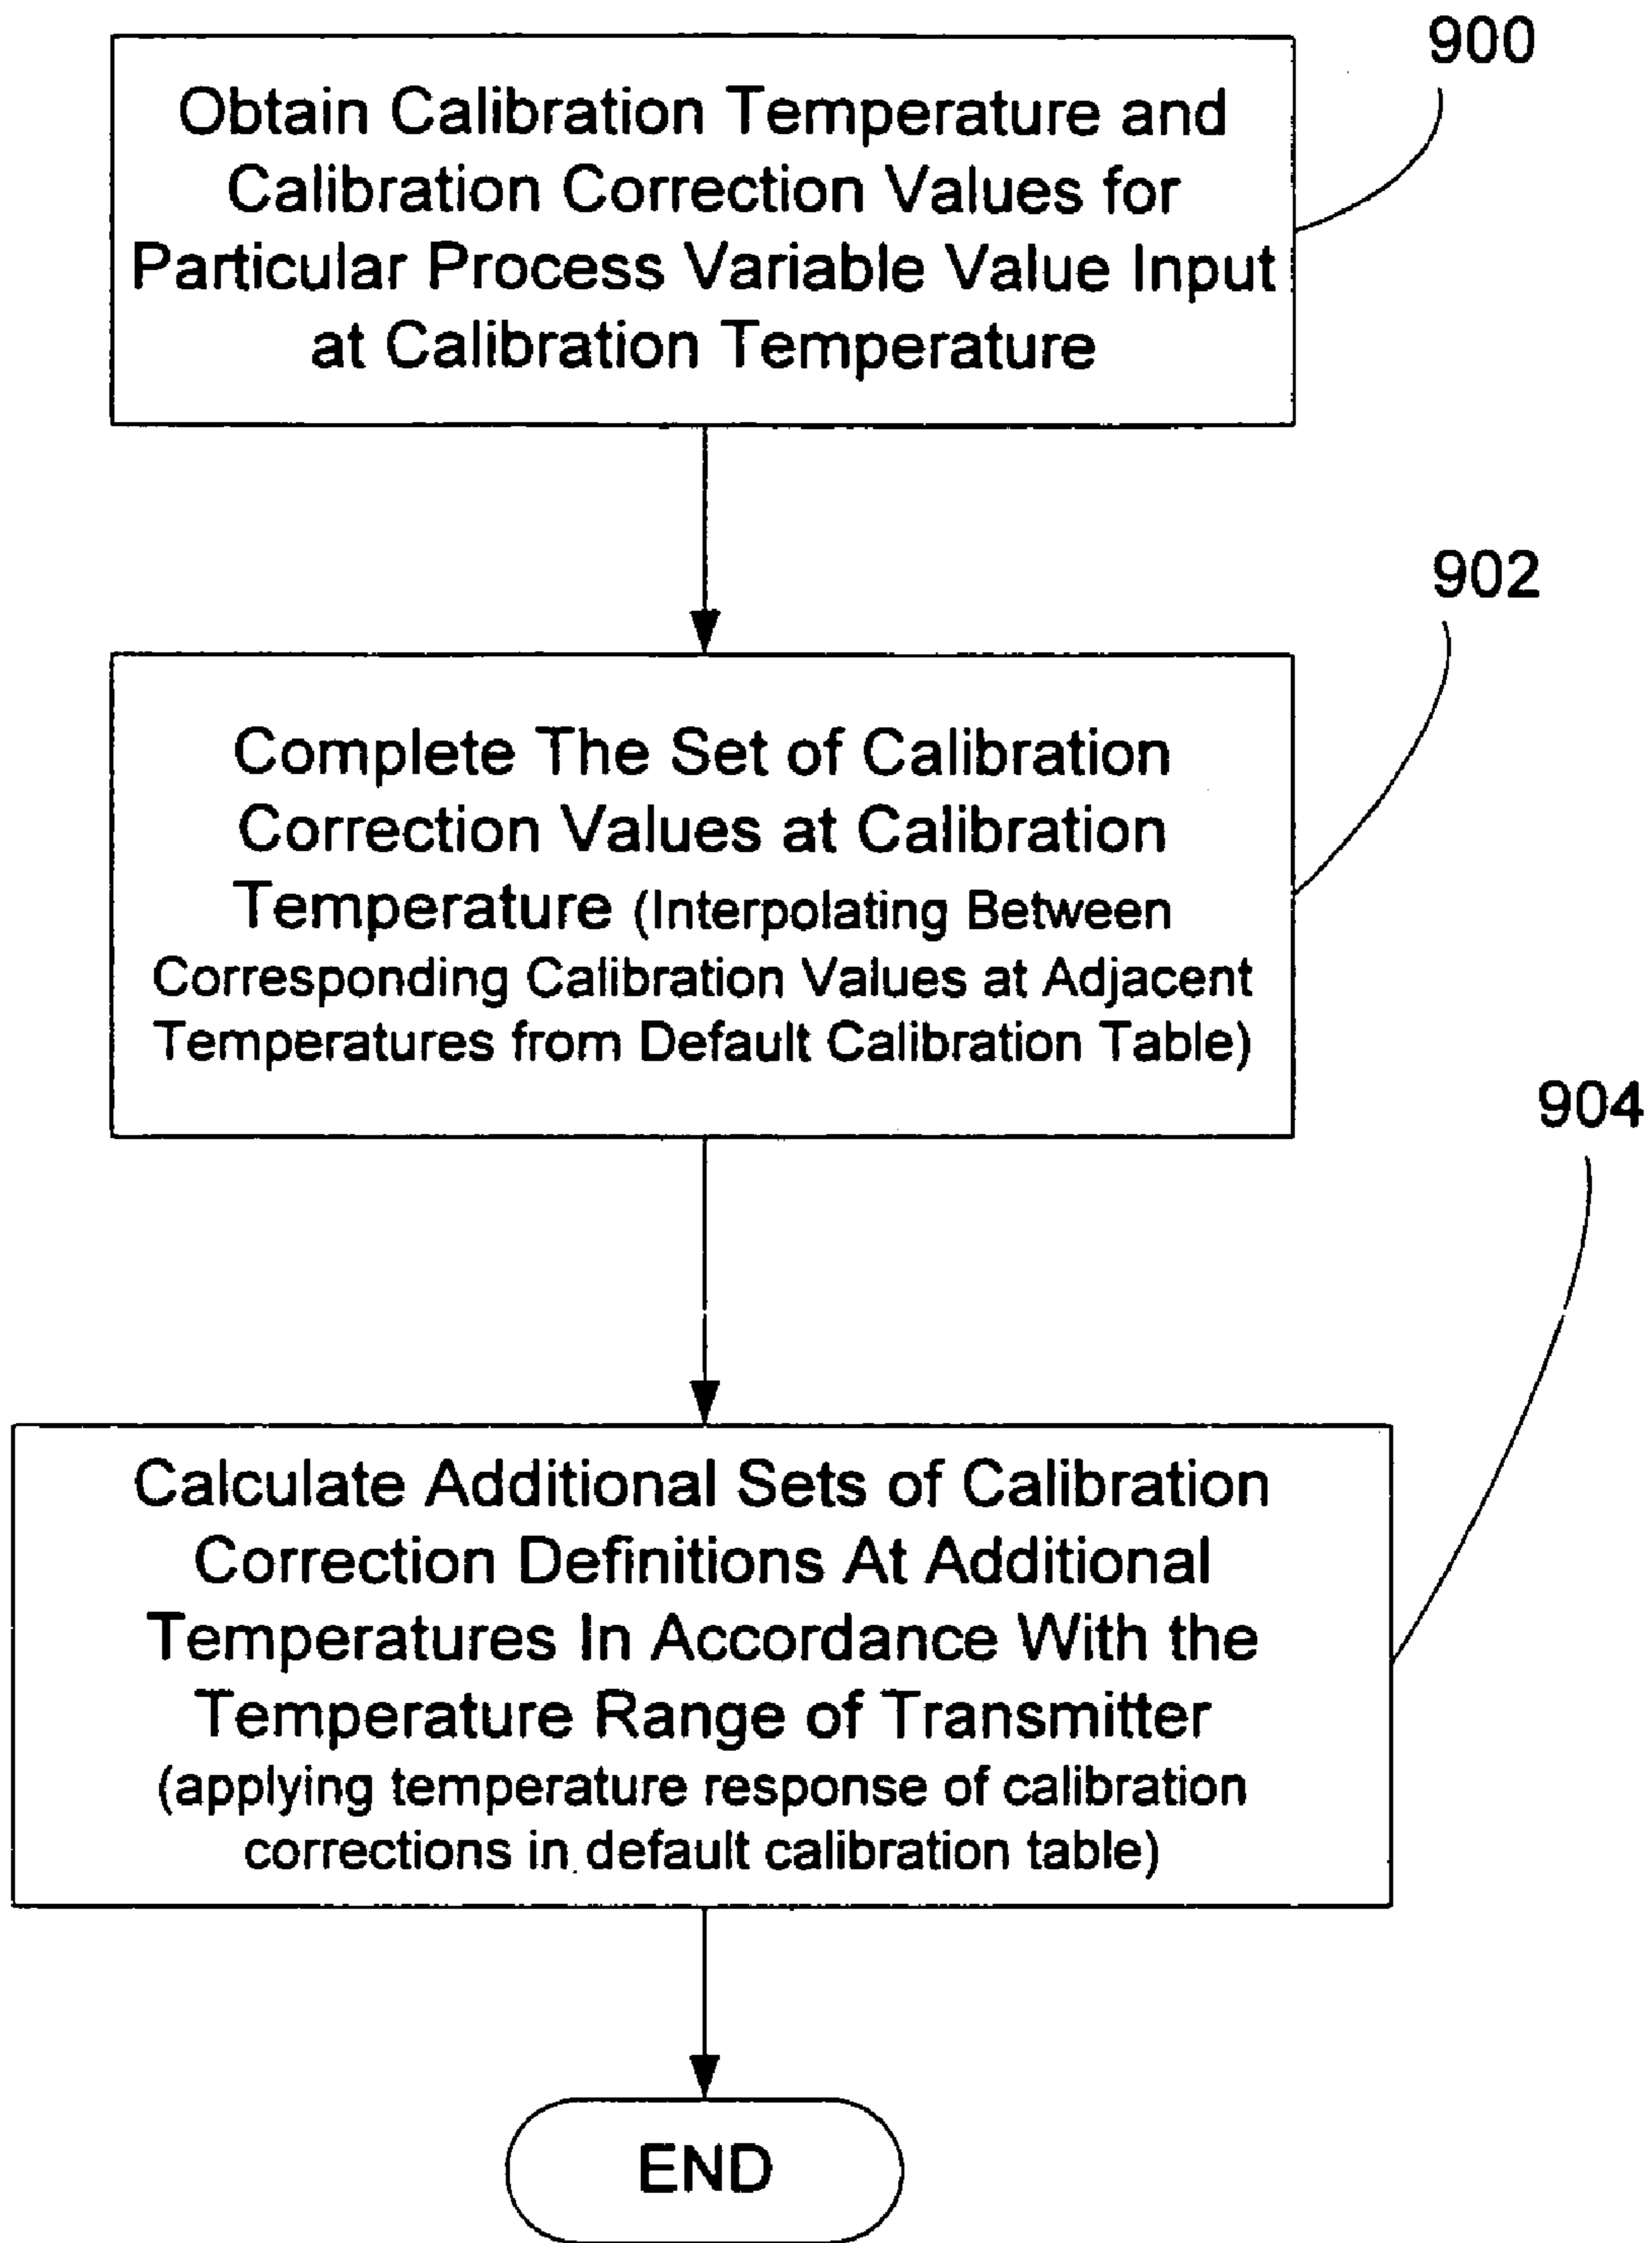 900
Obtain Calibration Temperature and
Calibration Correction Values for
Particular Process Variable Value Input
at Calibration Temperature
902
Complete The Set of Calibration
Correction Values at Calibration
Temperature (Interpolating Between
Corresponding Calibration Values at Adjacent
Temperatures from Default Calibration Table)
904
Calculate Additional Sets of Calibration
Correction Definitions At Additional
Temperatures In Accordance With the
Temperature Range of Transmitter
(applying temperature response of calibration
corrections in default calibration table)
END